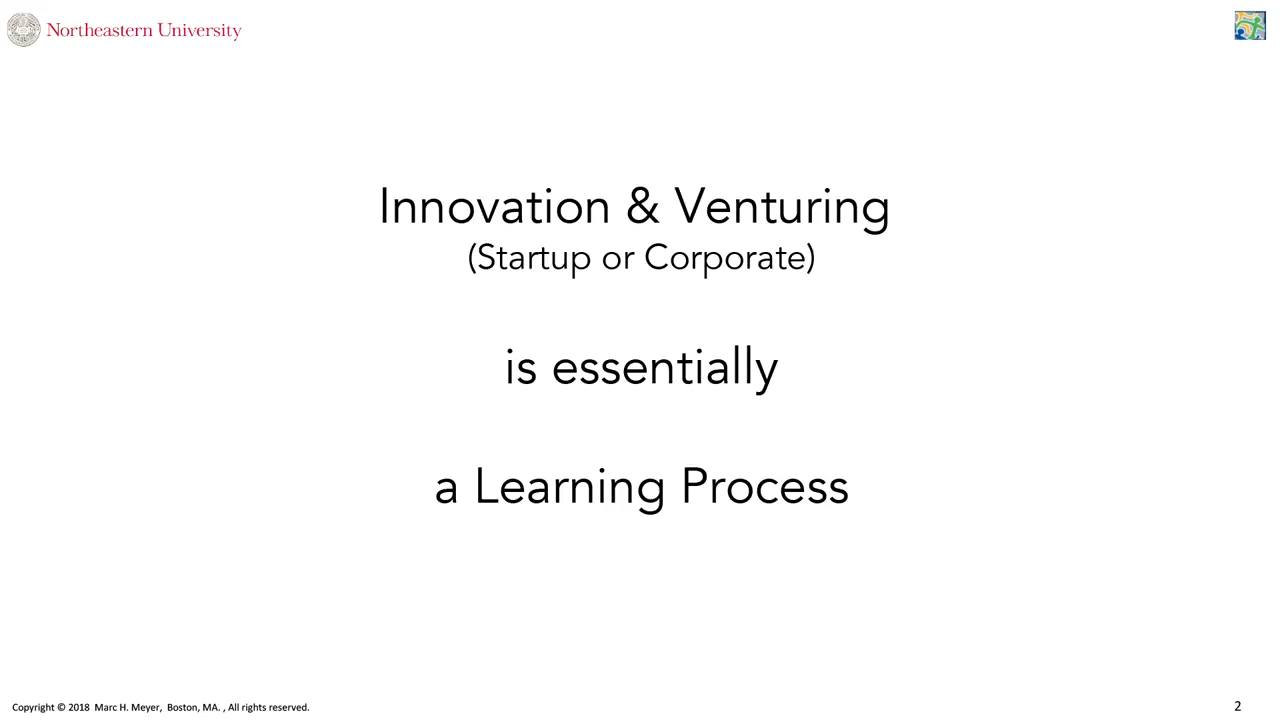 Northeastern University
Innovation & Venturing
(Startup or Corporate)
is essentially
a Learning Process
Copyright © 2018 Marc H. Meyer, Boston, MA. , All rights reserved.
2